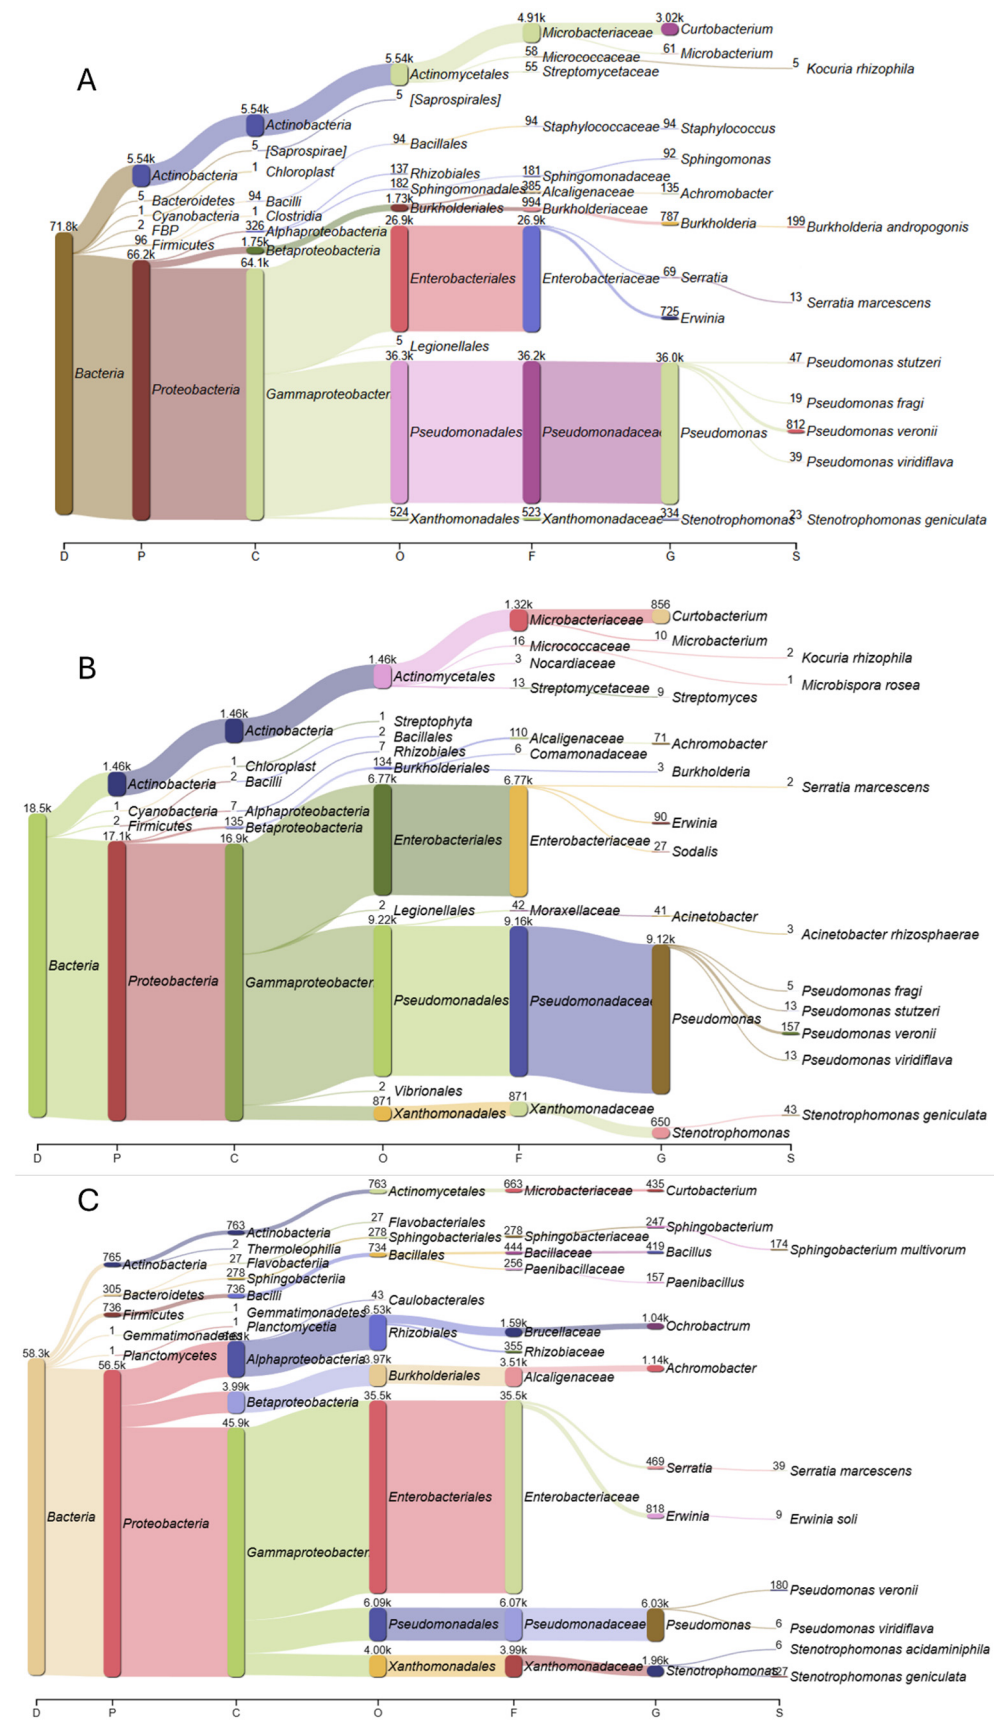 A
4.91k Microbacteriaceae 3.02k Curtobacterium
58 Micrococcaceae 61 Microbacterium
55 Streptomycetaceae 5 Kocuria rhizophila
5.54k Actinomycetales
5 [Saprospirales]
5.54k Actinobacteria
94 Staphylococcaceae 94 Staphylococcus
5 [Saprospirae] 94 Bacillales
92 Sphingomonas
5.54k Actinobacteria 1 Chloroplast 137 Rhizobiales 181 Sphingomonadaceae
182 Sphingomonadales 385 Alcaligenaceae 135 Achromobacter
5 Bacteroidetes 94 Bacilli 1.73k Burkholderiales 994 Burkholderiaceae
1 Cyanobacteria 1 Clostridia
2 FBP 326 Alphaproteobacteria 787 Burkholderia 199 Burkholderia andropogonis
96 Firmicutes 1.75k Betaproteobacteria
71.8k Bacteria 66.2k Proteobacteria 64.1k Gammaproteobacter
26.9k Enterobacteriales 26.9k Enterobacteriaceae 69 Serratia
13 Serratia marcescens
725 Erwinia
5 Legionellales
36.3k Pseudomonadales 36.2k Pseudomonadaceae 36.0k Pseudomonas
47 Pseudomonas stutzeri
19 Pseudomonas fragi
812 Pseudomonas veronii
39 Pseudomonas viridiflava
524 Xanthomonadales 523 Xanthomonadaceae 334 Stenotrophomonas 23 Stenotrophomonas geniculata
D P C O F G S
B
1.32k Microbacteriaceae 856 Curtobacterium
16 Micrococcaceae 10 Microbacterium
3 Nocardiaceae 2 Kocuria rhizophila
1.46k Actinomycetales
1 Microbispora rosea
13 Streptomycetaceae 9 Streptomyces
1.46k Actinobacteria 1 Streptophyta
2 Bacillales 110 Alcaligenaceae 71 Achromobacter
7 Rhizobiales 6 Comamonadaceae
1 Chloroplast 134 Burkholderiales 3 Burkholderia
1.46k Actinobacteria 2 Bacilli
2 Serratia marcescens
1 Cyanobacteria 7 Alphaproteobacteria
2 Firmicutes 135 Betaproteobacteria
18.5k Bacteria 17.1k Proteobacteria 16.9k Gammaproteobacter
6.77k Enterobacteriales 6.77k Enterobacteriaceae
90 Erwinia
27 Sodalis
2 Legionellales 42 Moraxellaceae 41 Acinetobacter
3 Acinetobacter rhizosphaerae
9.22k Pseudomonadales 9.16k Pseudomonadaceae 9.12k Pseudomonas
5 Pseudomonas fragi
13 Pseudomonas stutzeri
157 Pseudomonas veronii
13 Pseudomonas viridiflava
2 Vibrionales
871 Xanthomonadales 871 Xanthomonadaceae
43 Stenotrophomonas geniculata
650 Stenotrophomonas
D P C O F G S
C
763 Actinomycetales 663 Microbacteriaceae 435 Curtobacterium
27 Flavobacteriales
763 Actinobacteria 278 Sphingobacteriales 278 Sphingobacteriaceae 247 Sphingobacterium
2 Thermoleophilia 734 Bacillales 444 Bacillaceae 419 Bacillus 174 Sphingobacterium multivorum
765 Actinobacteria 27 Flavobacteriia 256 Paenibacillaceae
278 Sphingobacteriia 157 Paenibacillus
305 Bacteroidetes 736 Bacilli 43 Caulobacterales
736 Firmicutes 1 Gemmatimonadetes
1 Planctomycetia 6.53k Rhizobiales 1.59k Brucellaceae 1.04k Ochrobactrum
1 Gemmatimonadetes 355 Rhizobiaceae
1 Planctomycetes Alphaproteobacteria 3.97k Burkholderiales 3.51k Alcaligenaceae 1.14k Achromobacter
3.99k Betaproteobacteria
58.3k Bacteria 56.5k Proteobacteria 45.9k Gammaproteobacter
35.5k Enterobacteriales 35.5k Enterobacteriaceae
469 Serratia 39 Serratia marcescens
818 Erwinia 9 Erwinia soli
180 Pseudomonas veronii
6.09k Pseudomonadales 6.07k Pseudomonadaceae 6.03k Pseudomonas
6 Pseudomonas viridiflava
6 Stenotrophomonas acidaminiphila
4.00k Xanthomonadales 3.99k Xanthomonadaceae 1.96k Stenotrophomonas Stenotrophomonas geniculata
D P C O F G S